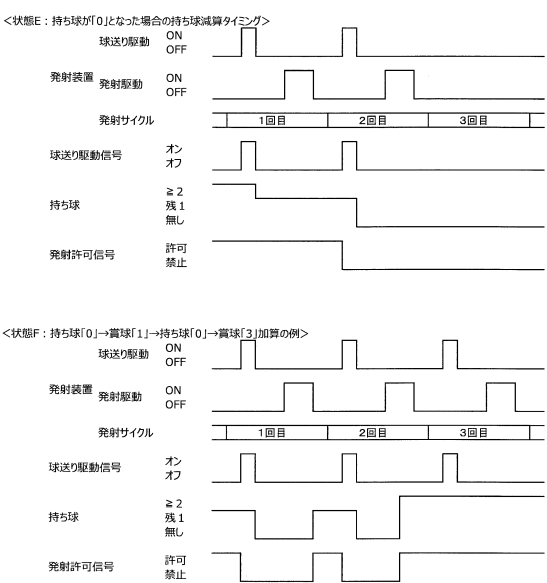 <状態E：持ち球が「0」となった場合の持ち球減算タイミング>
球送り駆動 ON
OFF
発射装置 発射駆動 ON
OFF
発射サイクル 1回目 2回目 3回目
球送り駆動信号 オン
オフ
持ち球 ≧2
残1
無し
発射許可信号 許可
禁止
<状態F：持ち球「0」→賞球「1」→持ち球「0」→賞球「3」加算の例>
球送り駆動 ON
OFF
発射装置 発射駆動 ON
OFF
発射サイクル 1回目 2回目 3回目
球送り駆動信号 オン
オフ
持ち球 ≧2
残1
無し
発射許可信号 許可
禁止